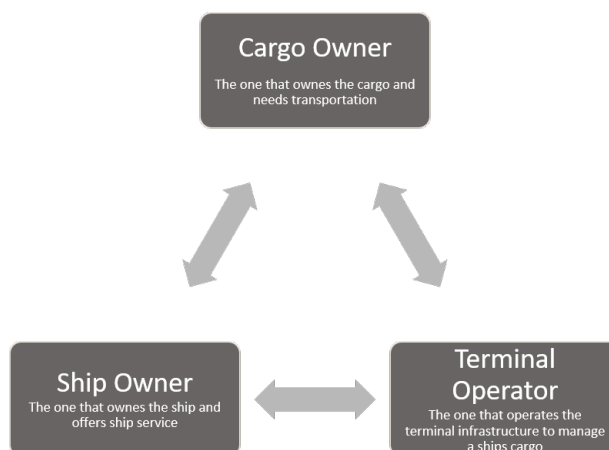 Cargo Owner
The one that ownes the cargo and
needs transportation
Ship Owner
The one that owns the ship and
offers ship service
Terminal
Operator
The one that operates the
terminal infrastructure to manage
a ships cargo